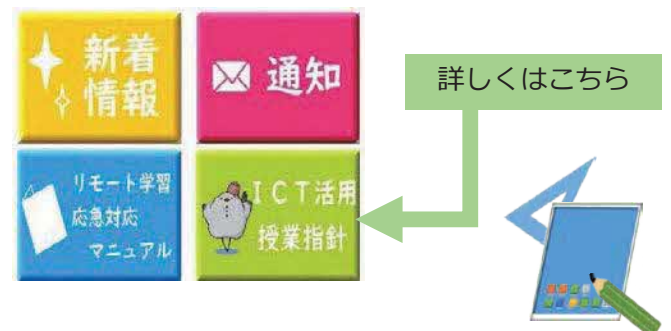 新着
情報
通知
詳しくはこちら
リモート学習
応急対応
マニュアル
ICT活用
授業指針